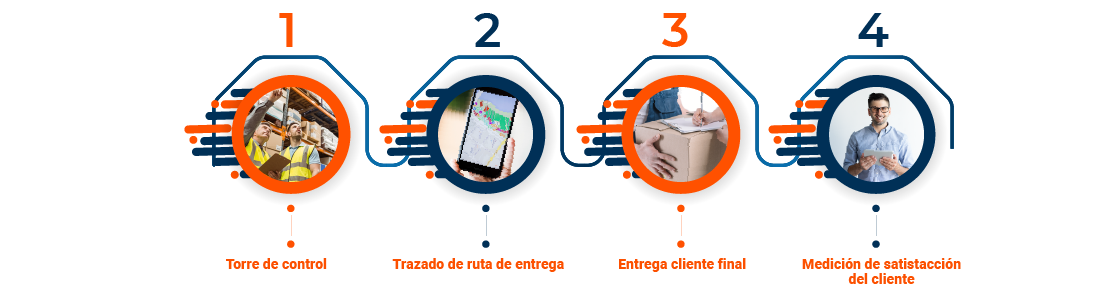 1
2
3
4
Torre de control
Trazado de ruta de entrega
Entrega cliente final
Medición de satistacción
del cliente